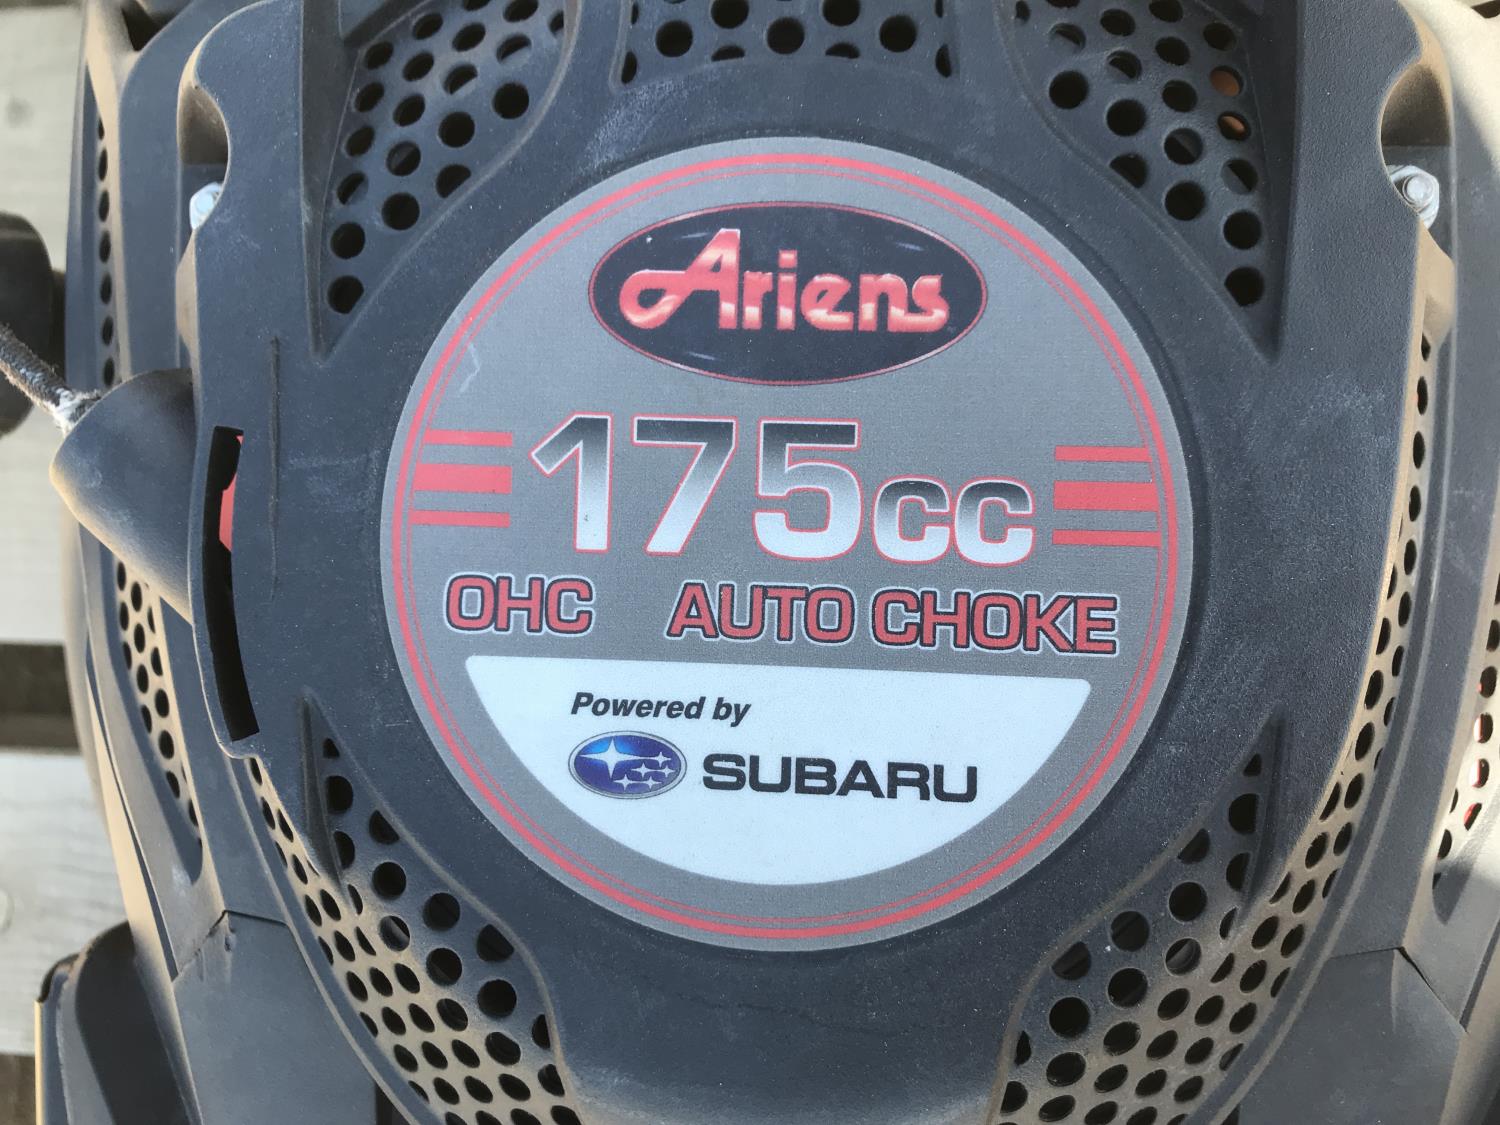 Ariens
175cc
OHC AUTO CHOKE
Powered by
SUBARU